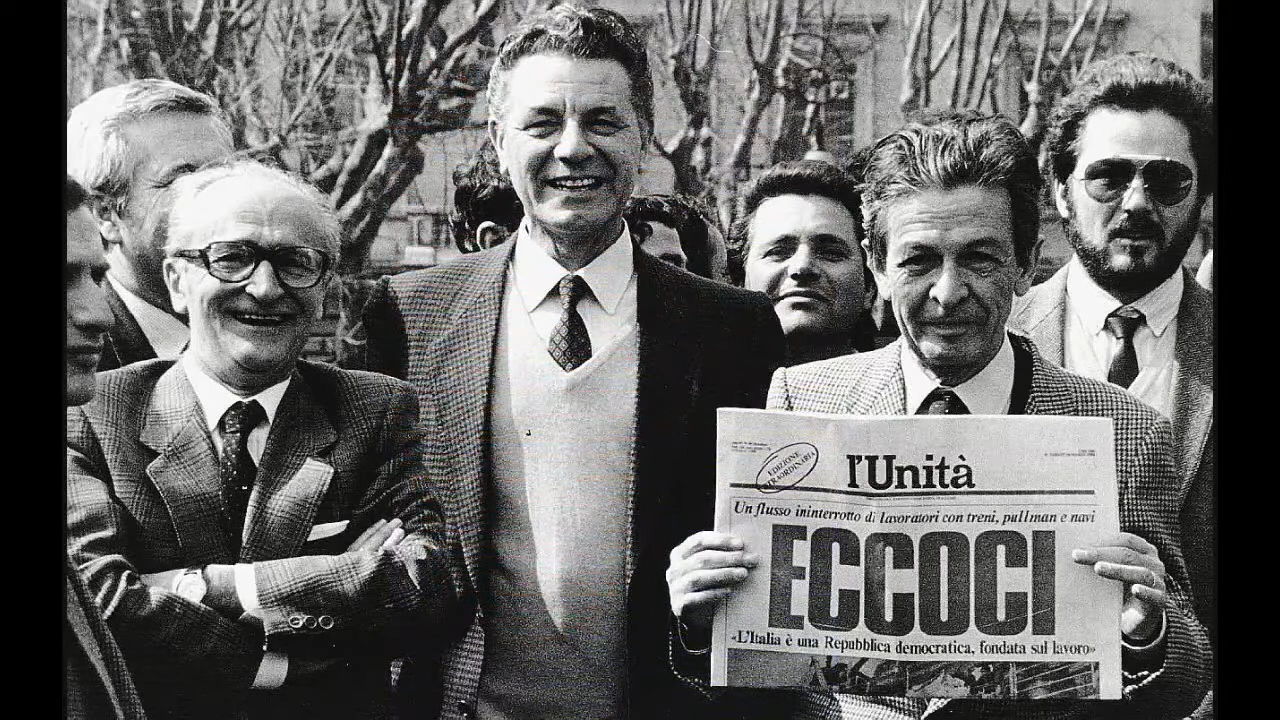 EDIZIONE
STRAORDINARIA
l'Unità
Un flusso ininterrotto di lavoratori con treni, pullman e navi
ECCOCI
«L'Italia è una Repubblica democratica, fondata sul lavoro»